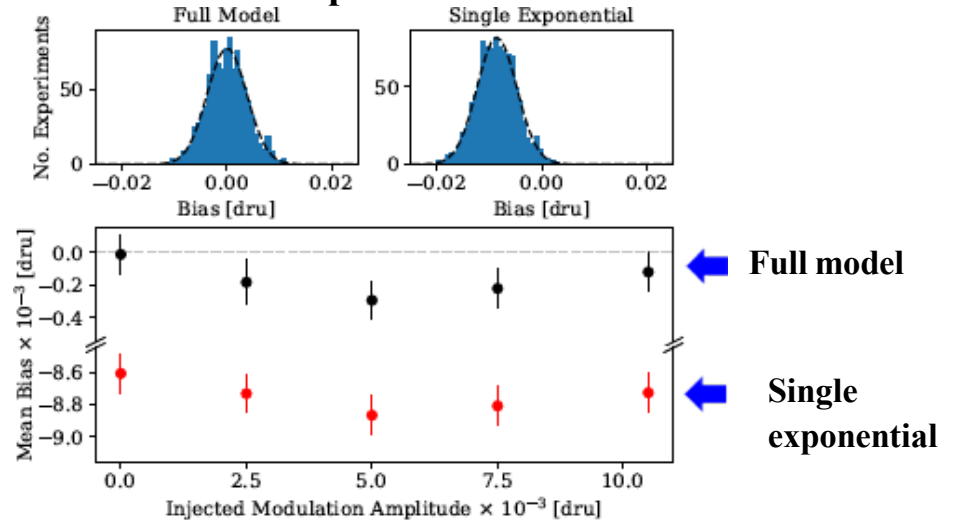 Full Model
Single Exponential
No. Experiments
50
0
50
0
−0.02
0.00
0.02
−0.02
0.00
0.02
Bias [dru]
Bias [dru]
Mean Bias × 10⁻³ [dru]
0.0
−0.2
−0.4
−8.6
−8.8
−9.0
0.0
2.5
5.0
7.5
10.0
Injected Modulation Amplitude × 10⁻³ [dru]
Full model
Single
exponential